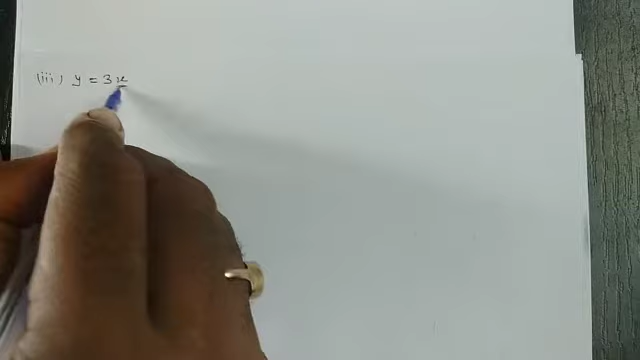 (iii) y = 3x